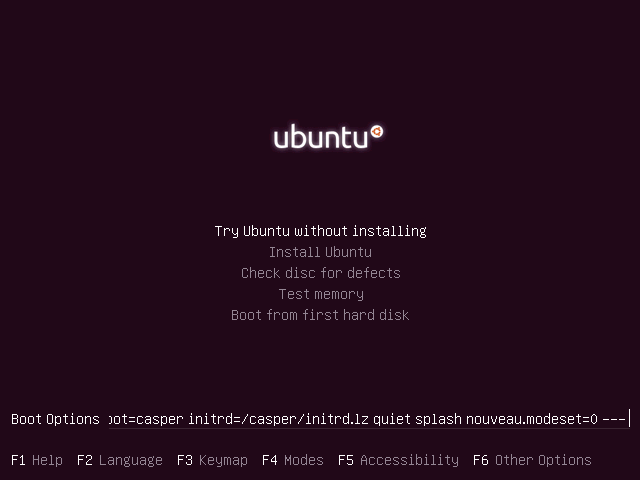 ubuntu
Try Ubuntu without installing
Install Ubuntu
Check disc for defects
Test memory
Boot from first hard disk
Boot Options oot=casper initrd=/casper/initrd.lz quiet splash nouveau.modeset=0 ---
F1 Help F2 Language F3 Keymap F4 Modes F5 Accessibility F6 Other Options